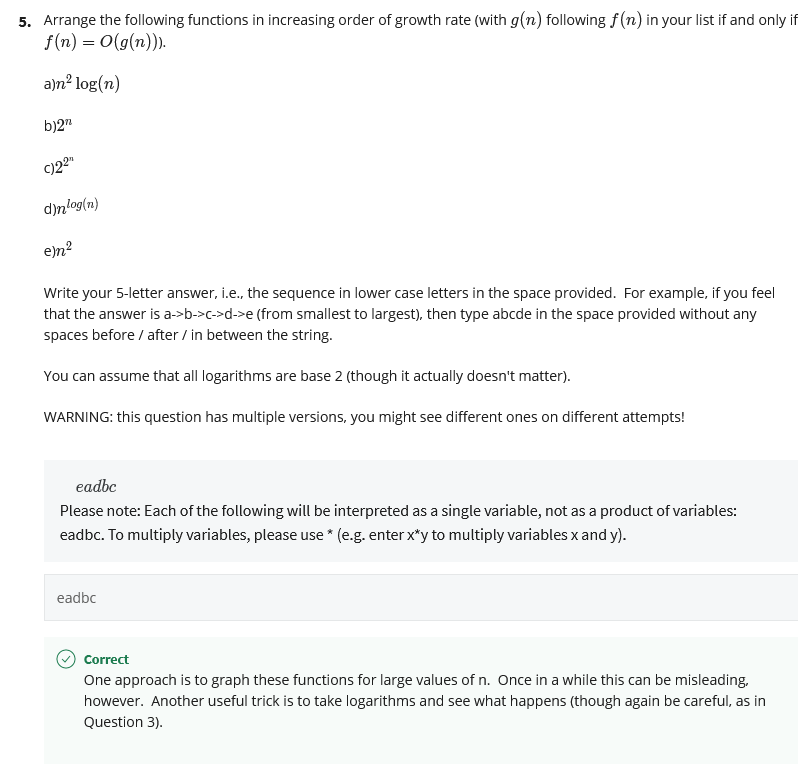 5. Arrange the following functions in increasing order of growth rate (with g(n) following f(n) in your list if and only if
f(n) = O(g(n))).
a)n² log(n)
b)2ⁿ
c)2^{2^n}
d)n^{log(n)}
e)n²
Write your 5-letter answer, i.e., the sequence in lower case letters in the space provided. For example, if you feel
that the answer is a->b->c->d->e (from smallest to largest), then type abcde in the space provided without any
spaces before / after / in between the string.
You can assume that all logarithms are base 2 (though it actually doesn't matter).
WARNING: this question has multiple versions, you might see different ones on different attempts!
eadbc
Please note: Each of the following will be interpreted as a single variable, not as a product of variables:
eadbc. To multiply variables, please use * (e.g. enter x*y to multiply variables x and y).
eadbc
Correct
One approach is to graph these functions for large values of n. Once in a while this can be misleading,
however. Another useful trick is to take logarithms and see what happens (though again be careful, as in
Question 3).